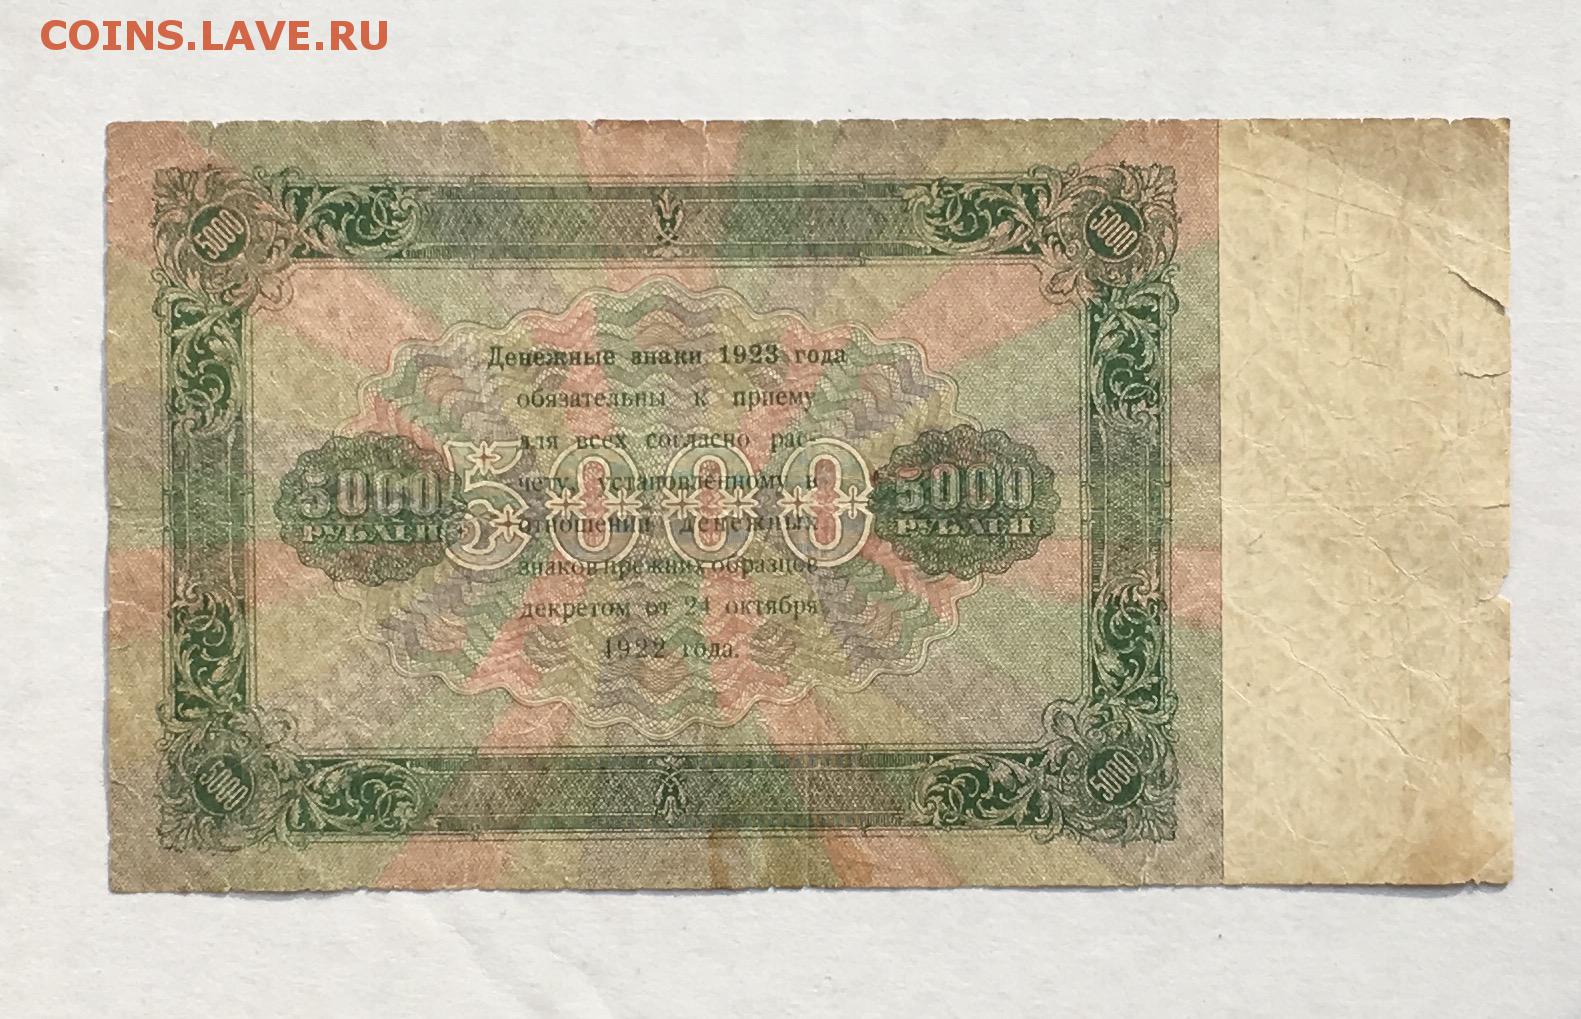 COINS.LAVE.RU
5000
5000
Денежные знаки 1923 года
обязательны к приему
для всех согласно рас-
чету, установленному в
5000
РУБЛЕЙ
5000
5000
РУБЛЕЙ
отношении денежных
знаков прежних образцов
декретом от 24 октября
1922 года.
5000
5000